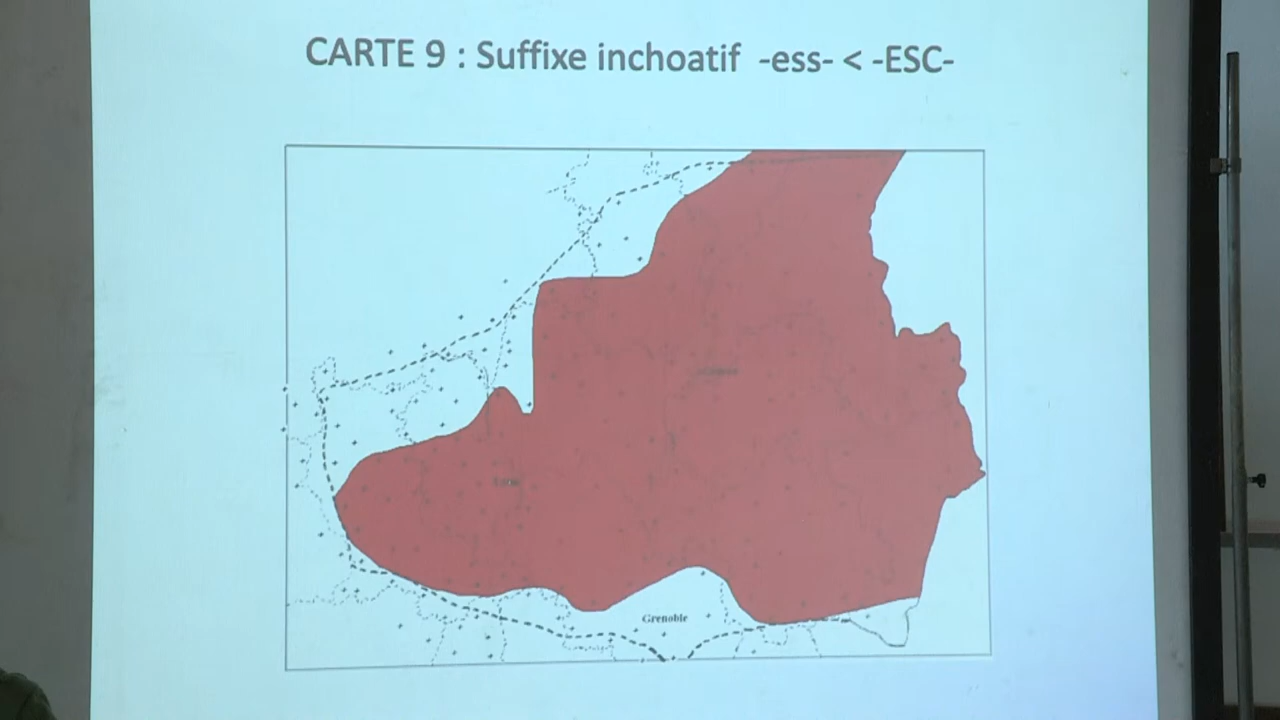 CARTE 9 : Suffixe inchoatif -ess- < -ESC-
Grenoble